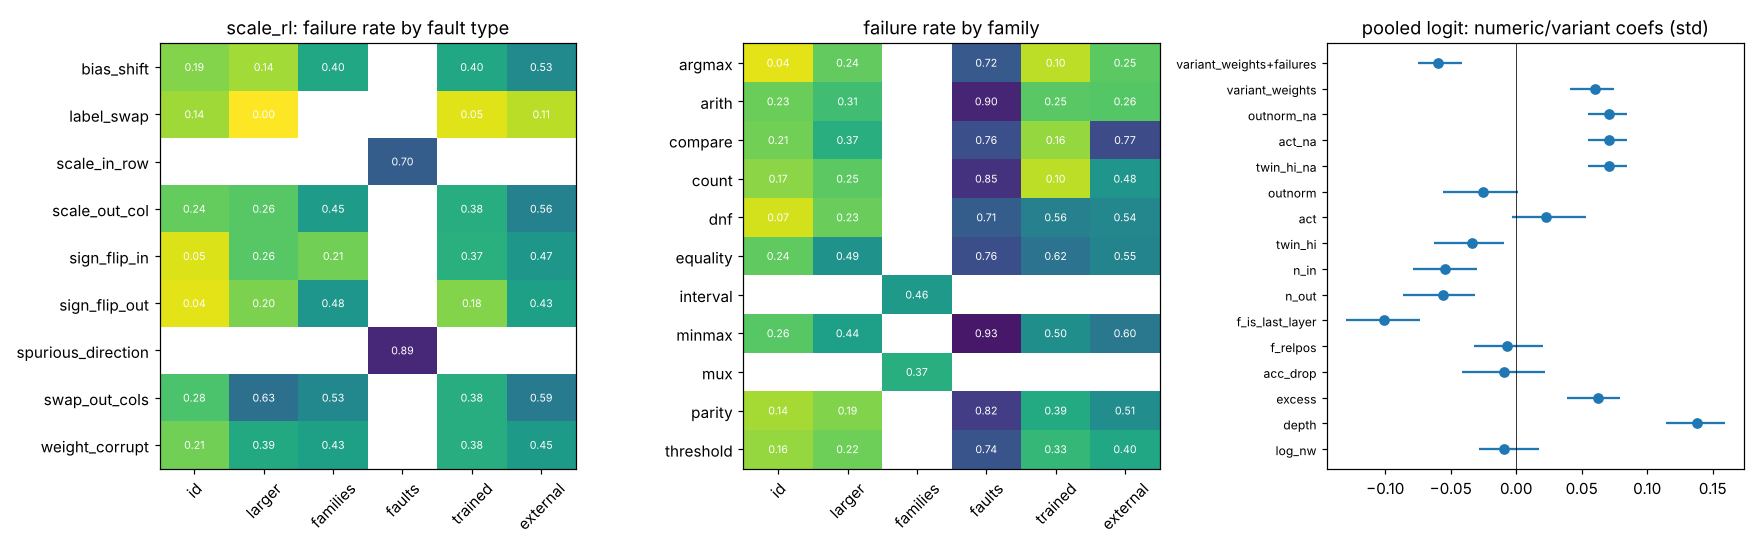 scale_rl: failure rate by fault type
bias_shift 0.19 0.14 0.40 0.40 0.53
label_swap 0.14 0.00 0.05 0.11
scale_in_row 0.70
scale_out_col 0.24 0.26 0.45 0.38 0.56
sign_flip_in 0.05 0.26 0.21 0.37 0.47
sign_flip_out 0.04 0.20 0.48 0.18 0.43
spurious_direction 0.89
swap_out_cols 0.28 0.63 0.53 0.38 0.59
weight_corrupt 0.21 0.39 0.43 0.38 0.45
id larger families faults trained external
failure rate by family
argmax 0.04 0.24 0.72 0.10 0.25
arith 0.23 0.31 0.90 0.25 0.26
compare 0.21 0.37 0.76 0.16 0.77
count 0.17 0.25 0.85 0.10 0.48
dnf 0.07 0.23 0.71 0.56 0.54
equality 0.24 0.49 0.76 0.62 0.55
interval 0.46
minmax 0.26 0.44 0.93 0.50 0.60
mux 0.37
parity 0.14 0.19 0.82 0.39 0.51
threshold 0.16 0.22 0.74 0.33 0.40
id larger families faults trained external
pooled logit: numeric/variant coefs (std)
variant_weights+failures
variant_weights
outnorm_na
act_na
twin_hi_na
outnorm
act
twin_hi
n_in
n_out
f_is_last_layer
f_relpos
acc_drop
excess
depth
log_nw
−0.10 −0.05 0.00 0.05 0.10 0.15